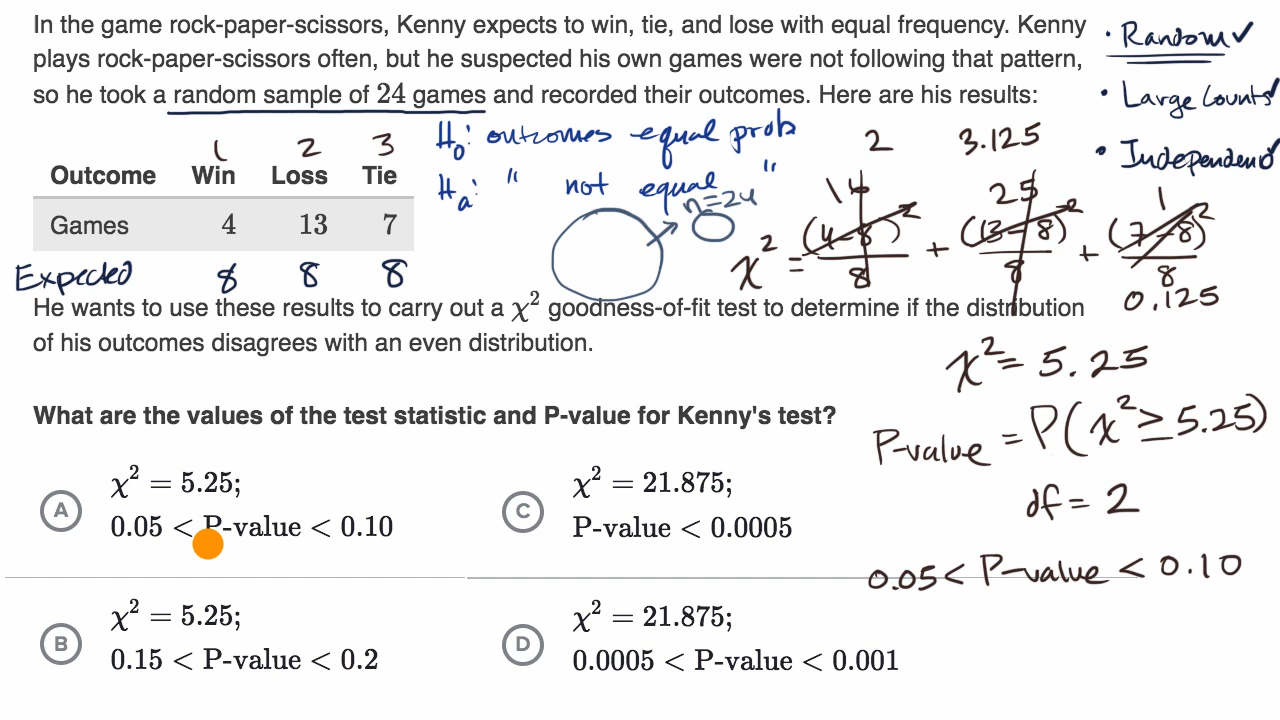 In the game rock-paper-scissors, Kenny expects to win, tie, and lose with equal frequency. Kenny
plays rock-paper-scissors often, but he suspected his own games were not following that pattern,
so he took a random sample of 24 games and recorded their outcomes. Here are his results:
· Random ✓
· Large Counts ✓
· Independent ✓
1 2 3
Outcome Win Loss Tie
Games 4 13 7
Expected 8 8 8
H₀: outcomes equal prob
Hₐ: " not equal "
n=24
2 3.125
14 25 1
χ² = (4-8)²/8 + (13-8)²/8 + (7-8)²/8
0.125
He wants to use these results to carry out a χ² goodness-of-fit test to determine if the distribution
of his outcomes disagrees with an even distribution.
χ² = 5.25
What are the values of the test statistic and P-value for Kenny's test?
P-value = P(χ² ≥ 5.25)
df = 2
0.05 < P-value < 0.10
A
χ² = 5.25;
0.05 < P-value < 0.10
C
χ² = 21.875;
P-value < 0.0005
B
χ² = 5.25;
0.15 < P-value < 0.2
D
χ² = 21.875;
0.0005 < P-value < 0.001